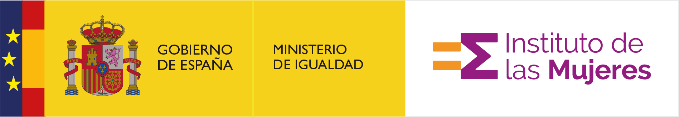 GOBIERNO
DE ESPAÑA
MINISTERIO
DE IGUALDAD
Instituto de
las Mujeres